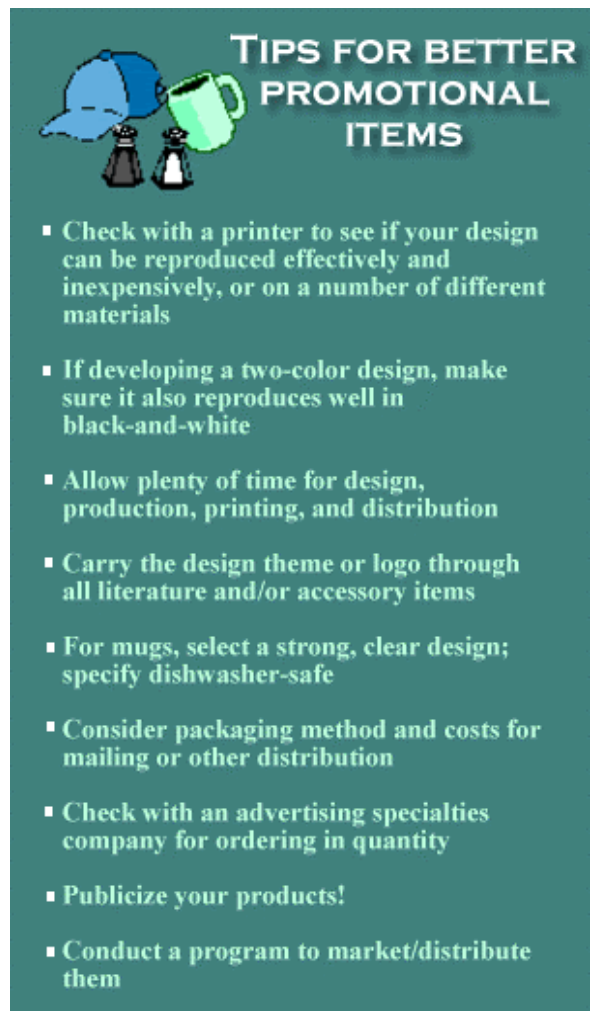 TIPS FOR BETTER
PROMOTIONAL
ITEMS
Check with a printer to see if your design
can be reproduced effectively and
inexpensively, or on a number of different
materials
If developing a two-color design, make
sure it also reproduces well in
black-and-white
Allow plenty of time for design,
production, printing, and distribution
Carry the design theme or logo through
all literature and/or accessory items
For mugs, select a strong, clear design;
specify dishwasher-safe
Consider packaging method and costs for
mailing or other distribution
Check with an advertising specialties
company for ordering in quantity
Publicize your products!
Conduct a program to market/distribute
them